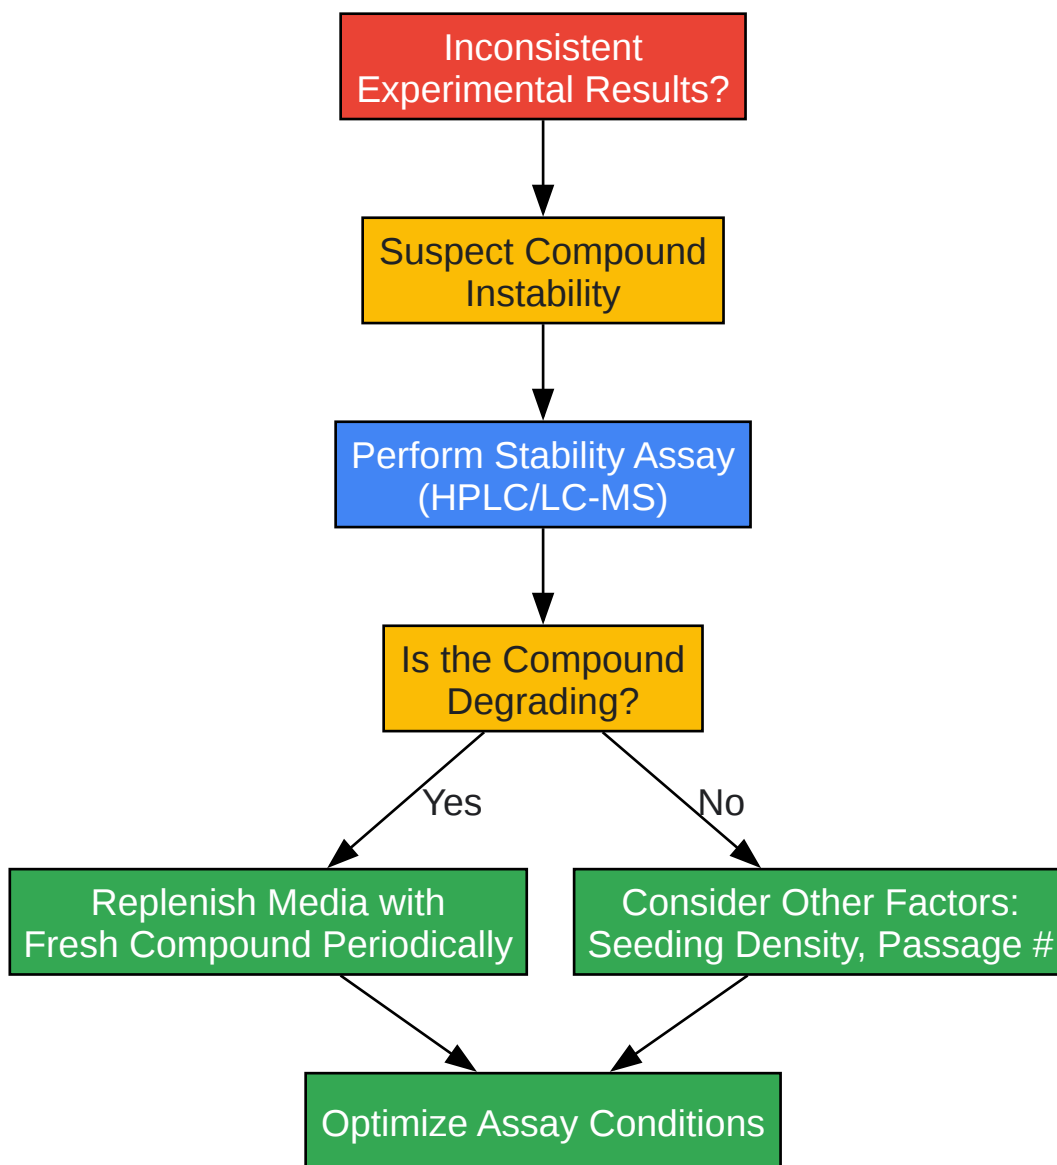 Inconsistent
Experimental Results?
Suspect Compound
Instability
Perform Stability Assay
(HPLC/LC-MS)
Is the Compound
Degrading?
Yes
No
Replenish Media with
Fresh Compound Periodically
Consider Other Factors:
Seeding Density, Passage #
Optimize Assay Conditions